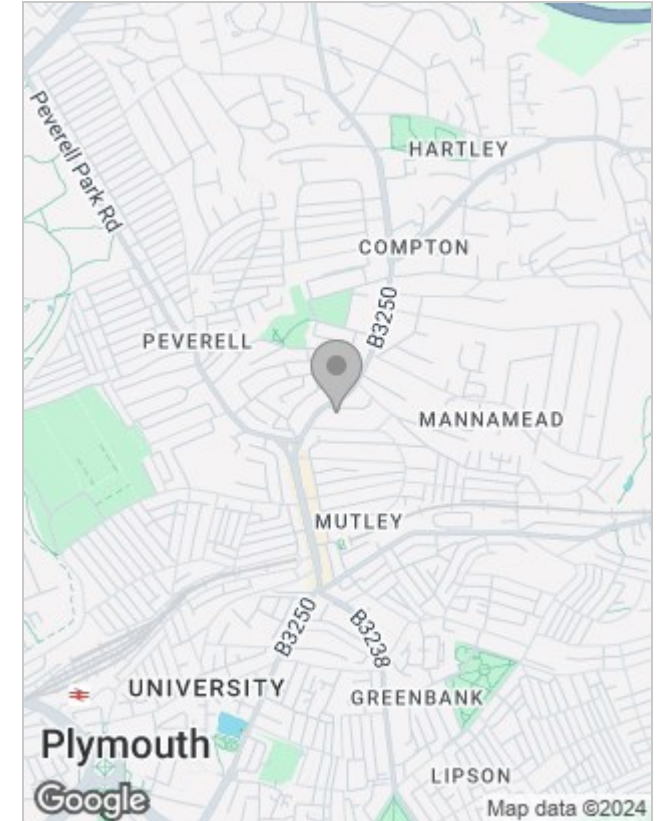 Peverell Park Rd
HARTLEY
COMPTON
B3250
PEVERELL
MANNAMEAD
MUTLEY
B3250
B3238
UNIVERSITY
GREENBANK
Plymouth
LIPSON
Google
Map data ©2024